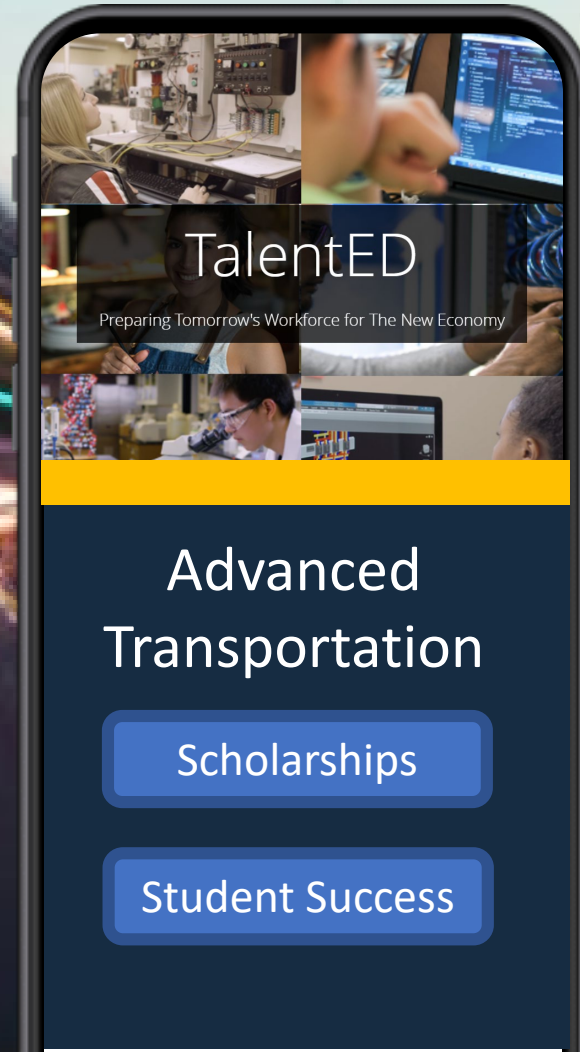 TalentED
Preparing Tomorrow's Workforce for The New Economy
Advanced
Transportation
Scholarships
Student Success